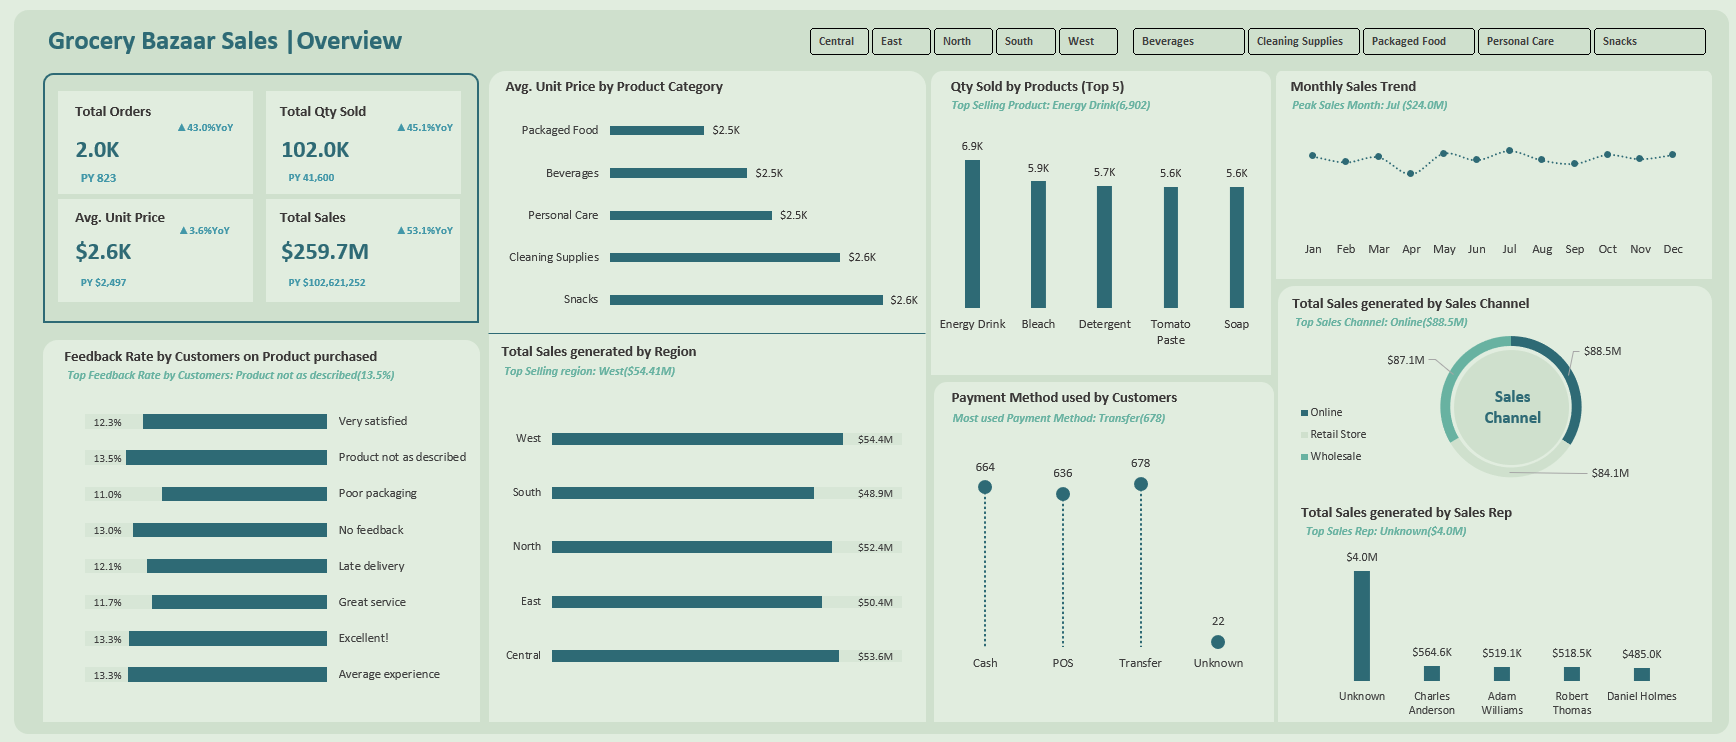 Grocery Bazaar Sales |Overview
Central
East
North
South
West
Beverages
Cleaning Supplies
Packaged Food
Personal Care
Snacks
Total Orders
▲43.0%YoY
2.0K
PY 823
Total Qty Sold
▲45.1%YoY
102.0K
PY 41,600
Avg. Unit Price
▲3.6%YoY
$2.6K
PY $2,497
Total Sales
▲53.1%YoY
$259.7M
PY $102,621,252
Feedback Rate by Customers on Product purchased
Top Feedback Rate by Customers: Product not as described(13.5%)
12.3% Very satisfied
13.5% Product not as described
11.0% Poor packaging
13.0% No feedback
12.1% Late delivery
11.7% Great service
13.3% Excellent!
13.3% Average experience
Avg. Unit Price by Product Category
Packaged Food $2.5K
Beverages $2.5K
Personal Care $2.5K
Cleaning Supplies $2.6K
Snacks $2.6K
Total Sales generated by Region
Top Selling region: West($54.41M)
West $54.4M
South $48.9M
North $52.4M
East $50.4M
Central $53.6M
Qty Sold by Products (Top 5)
Top Selling Product: Energy Drink(6,902)
6.9K
5.9K
5.7K
5.6K
5.6K
Energy Drink
Bleach
Detergent
Tomato
Paste
Soap
Payment Method used by Customers
Most used Payment Method: Transfer(678)
664
636
678
22
Cash
POS
Transfer
Unknown
Monthly Sales Trend
Peak Sales Month: Jul ($24.0M)
Jan Feb Mar Apr May Jun Jul Aug Sep Oct Nov Dec
Total Sales generated by Sales Channel
Top Sales Channel: Online($88.5M)
$87.1M
$88.5M
Sales
Channel
Online
Retail Store
Wholesale
$84.1M
Total Sales generated by Sales Rep
Top Sales Rep: Unknown($4.0M)
$4.0M
$564.6K
$519.1K
$518.5K
$485.0K
Unknown
Charles
Anderson
Adam
Williams
Robert
Thomas
Daniel Holmes